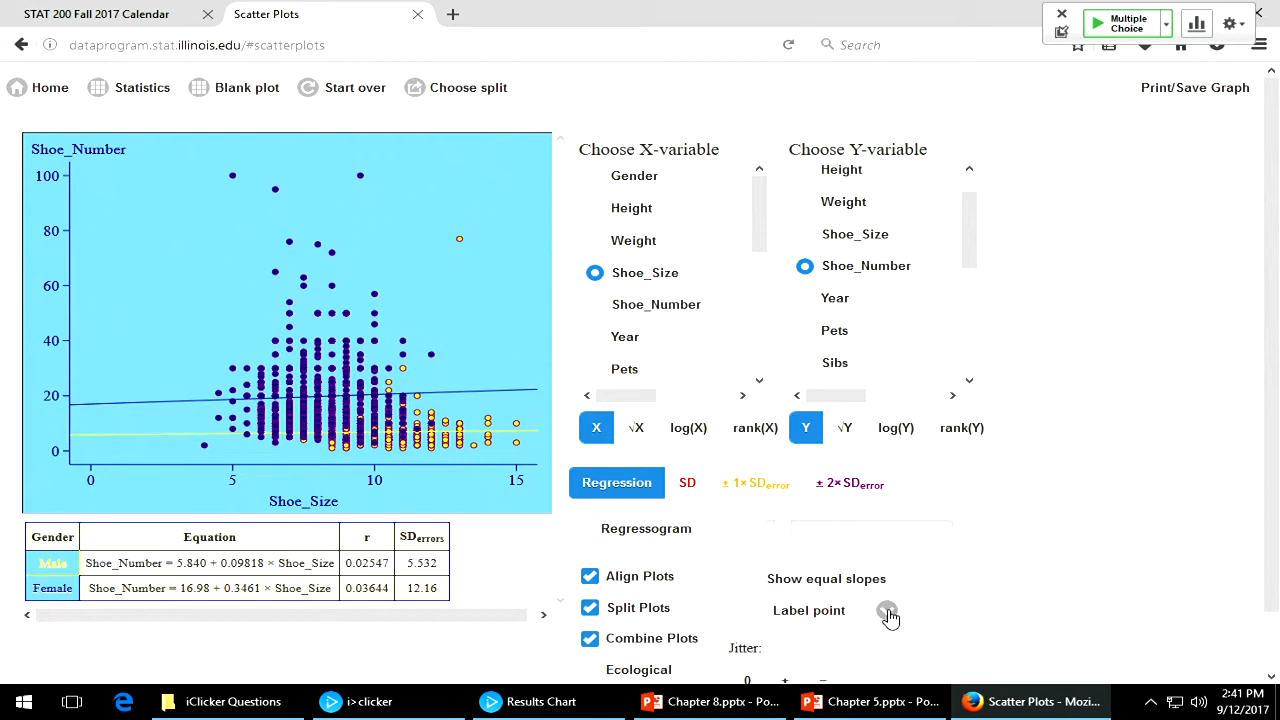 STAT 200 Fall 2017 Calendar
Scatter Plots
Multiple
Choice
dataprogram.stat.illinois.edu/#scatterplots
Search
Home
Statistics
Blank plot
Start over
Choose split
Print/Save Graph
Shoe_Number
100
80
60
40
20
0
0
5
10
15
Shoe_Size
Gender Equation r SDerrors
Male Shoe_Number = 5.840 + 0.09818 × Shoe_Size 0.02547 5.532
Female Shoe_Number = 16.98 + 0.3461 × Shoe_Size 0.03644 12.16
Choose X-variable
Gender
Height
Weight
Shoe_Size
Shoe_Number
Year
Pets
X √X log(X) rank(X)
Choose Y-variable
Height
Weight
Shoe_Size
Shoe_Number
Year
Pets
Sibs
Y √Y log(Y) rank(Y)
Regression SD ± 1× SDerror ± 2× SDerror
Regressogram
Align Plots
Split Plots
Combine Plots
Ecological
Show equal slopes
Label point
Jitter:
0 + −
iClicker Questions
i>clicker
Results Chart
Chapter 8.pptx - Po...
Chapter 5.pptx - Po...
Scatter Plots - Mozi...
2:41 PM
9/12/2017